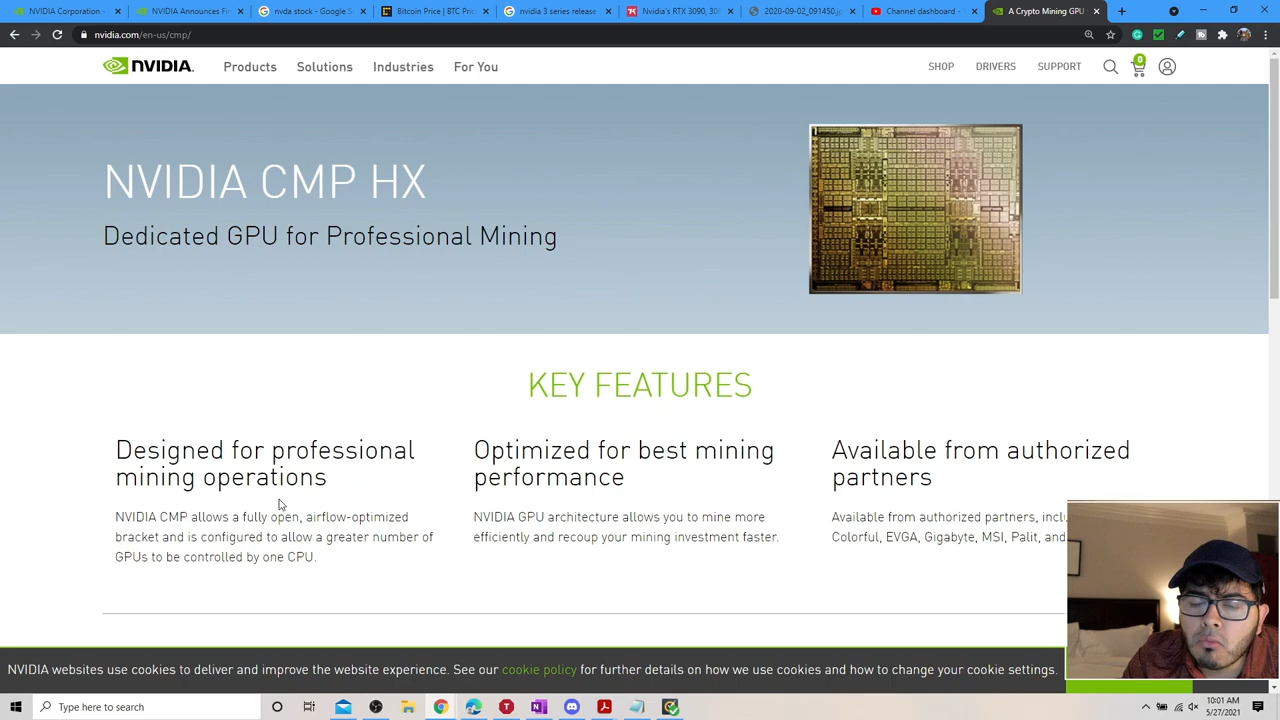 NVIDIA Corporation -
NVIDIA Announces Fin
nvda stock - Google S
Bitcoin Price | BTC Pric
nvidia 3 series release
Nvidia's RTX 3090, 308
2020-09-02_091450.jp
Channel dashboard -
A Crypto Mining GPU
nvidia.com/en-us/cmp/
NVIDIA.
Products
Solutions
Industries
For You
SHOP
DRIVERS
SUPPORT
0
NVIDIA CMP HX
Dedicated GPU for Professional Mining
KEY FEATURES
Designed for professional
mining operations
NVIDIA CMP allows a fully open, airflow-optimized
bracket and is configured to allow a greater number of
GPUs to be controlled by one CPU.
Optimized for best mining
performance
NVIDIA GPU architecture allows you to mine more
efficiently and recoup your mining investment faster.
Available from authorized
partners
Available from authorized partners, inclu
Colorful, EVGA, Gigabyte, MSI, Palit, and
NVIDIA websites use cookies to deliver and improve the website experience. See our cookie policy for further details on how we use cookies and how to change your cookie settings.
Type here to search
10:01 AM
5/27/2021